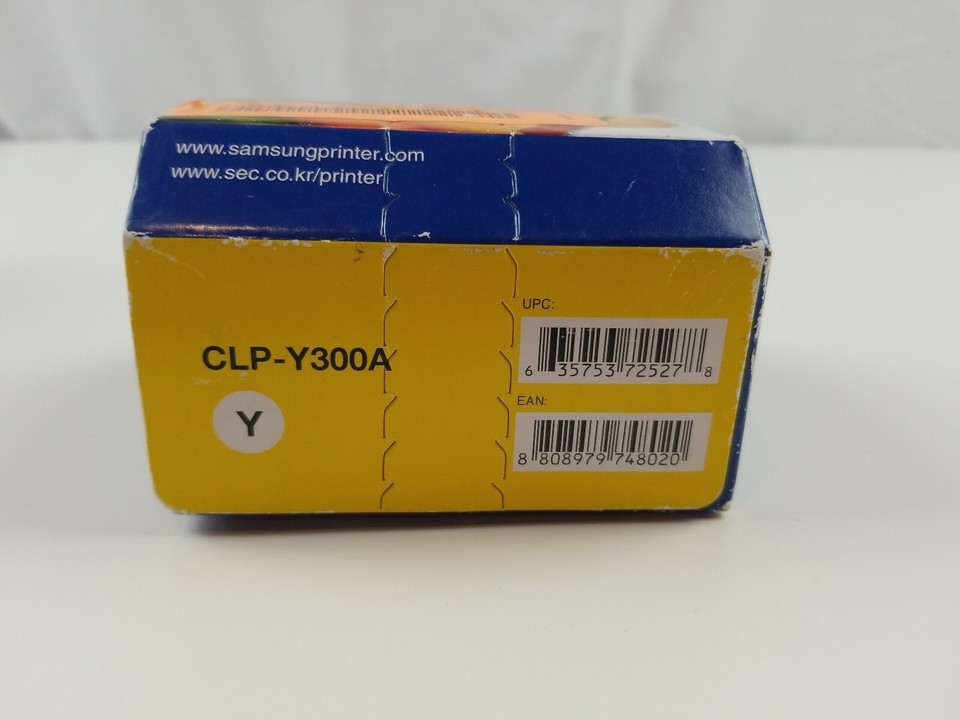 www.samsungprinter.com
www.sec.co.kr/printer
CLP-Y300A
Y
UPC:
6 35753 72527 8
EAN:
8 808979 748020